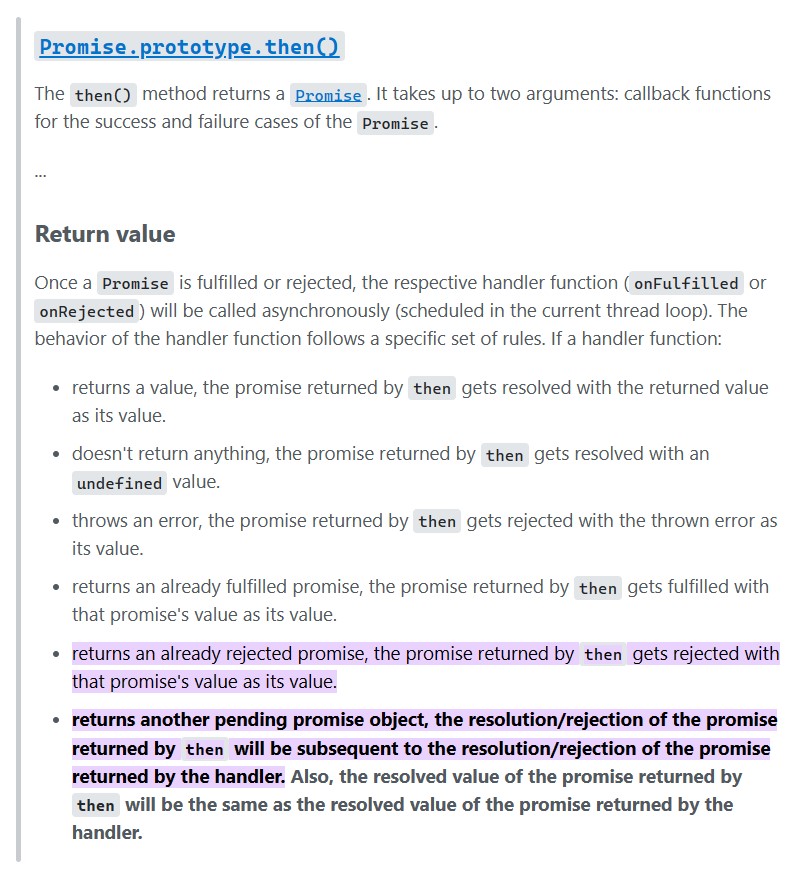 Promise.prototype.then()
The then() method returns a Promise. It takes up to two arguments: callback functions
for the success and failure cases of the Promise.
...
Return value
Once a Promise is fulfilled or rejected, the respective handler function (onFulfilled or
onRejected) will be called asynchronously (scheduled in the current thread loop). The
behavior of the handler function follows a specific set of rules. If a handler function:
• returns a value, the promise returned by then gets resolved with the returned value
as its value.
• doesn't return anything, the promise returned by then gets resolved with an
undefined value.
• throws an error, the promise returned by then gets rejected with the thrown error as
its value.
• returns an already fulfilled promise, the promise returned by then gets fulfilled with
that promise's value as its value.
• returns an already rejected promise, the promise returned by then gets rejected with
that promise's value as its value.
• returns another pending promise object, the resolution/rejection of the promise
returned by then will be subsequent to the resolution/rejection of the promise
returned by the handler. Also, the resolved value of the promise returned by
then will be the same as the resolved value of the promise returned by the
handler.